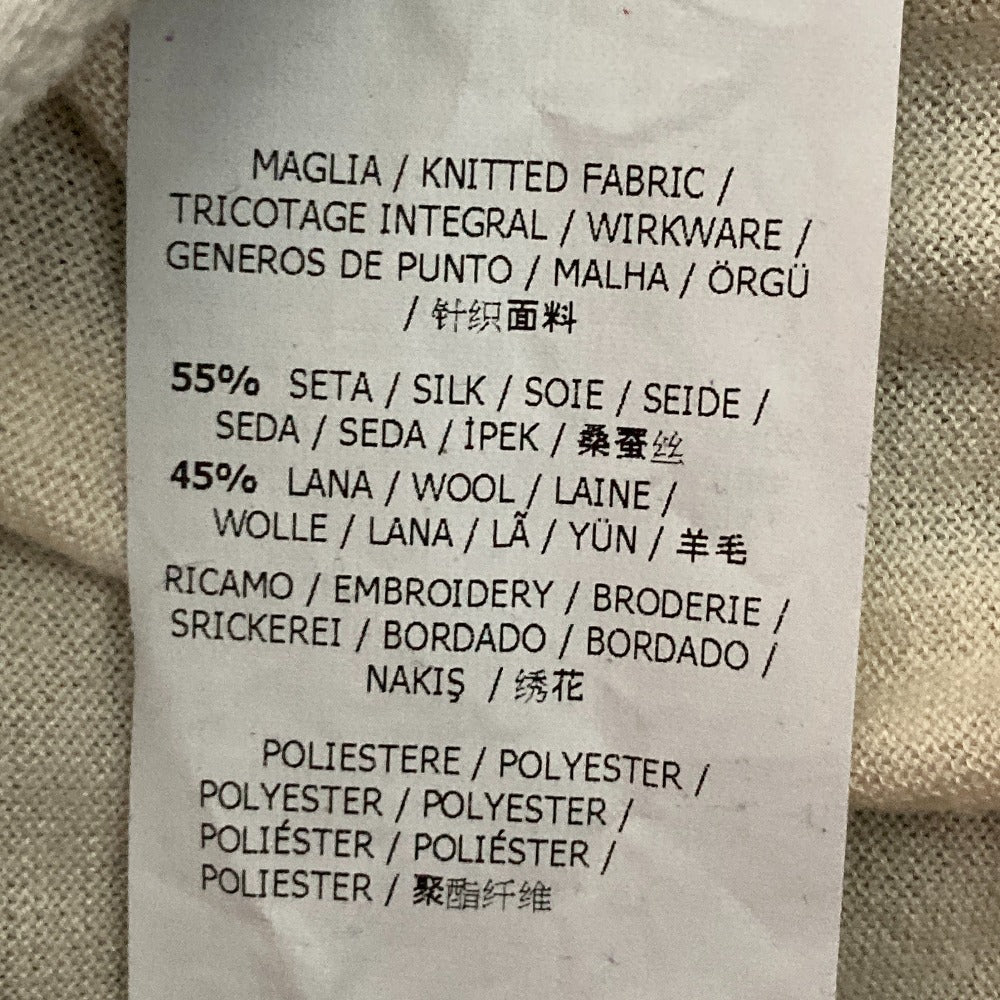 MAGLIA / KNITTED FABRIC /
TRICOTAGE INTEGRAL / WIRKWARE /
GENEROS DE PUNTO / MALHA / ÖRGÜ
/ 针织面料
55% SETA / SILK / SOIE / SEIDE /
SEDA / SEDA / İPEK / 桑蚕丝
45% LANA / WOOL / LAINE /
WOLLE / LANA / LÃ / YÜN / 羊毛
RICAMO / EMBROIDERY / BRODERIE /
SRICKEREI / BORDADO / BORDADO /
NAKIŞ / 绣花
POLIESTERE / POLYESTER /
POLYESTER / POLYESTER /
POLIÉSTER / POLIÉSTER /
POLIESTER / 聚酯纤维